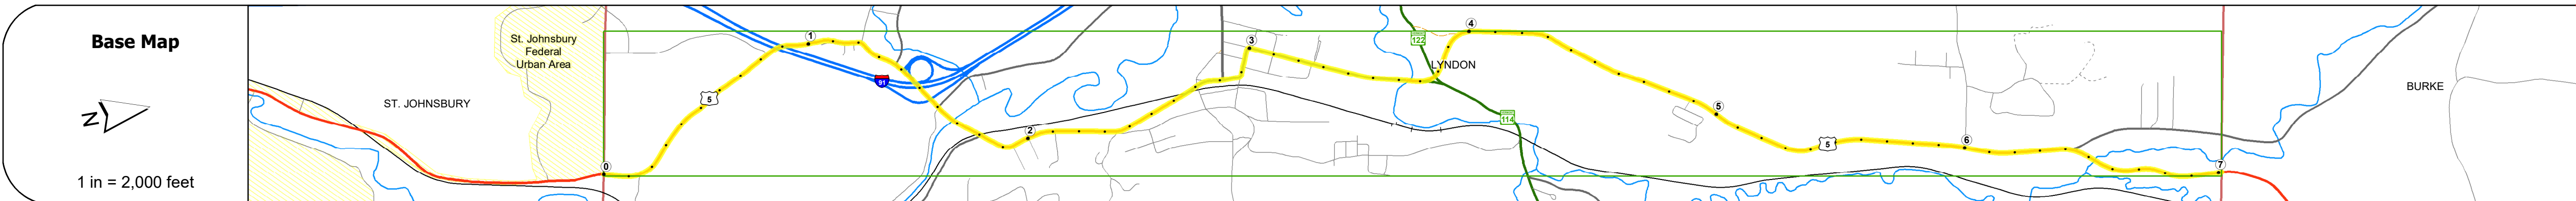 Base Map
N
1 in = 2,000 feet
ST. JOHNSBURY
St. Johnsbury
Federal
Urban Area
0
5
1
91
2
3
122
LYNDON
4
114
5
5
6
7
BURKE